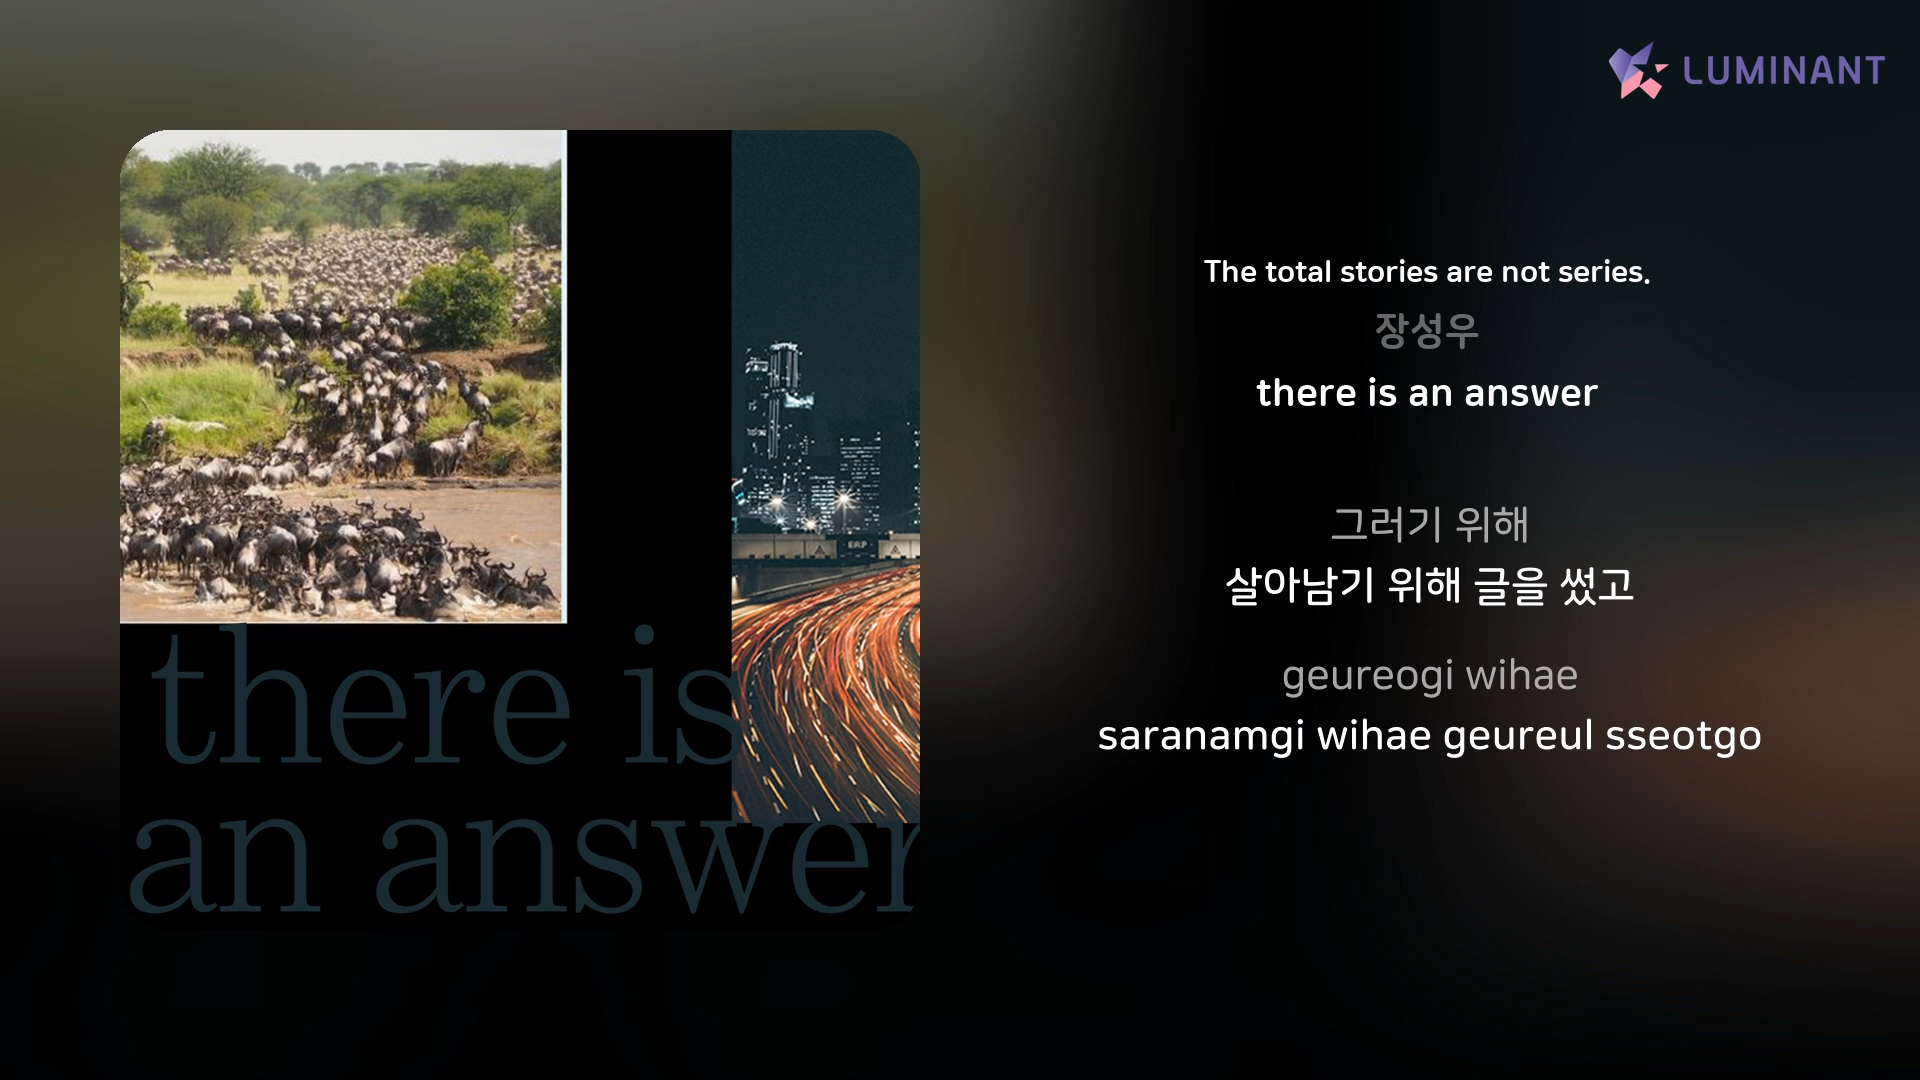 LUMINANT
ERP
there is
an answer
The total stories are not series.
장성우
there is an answer
그러기 위해
살아남기 위해 글을 썼고
geureogi wihae
saranamgi wihae geureul sseotgo